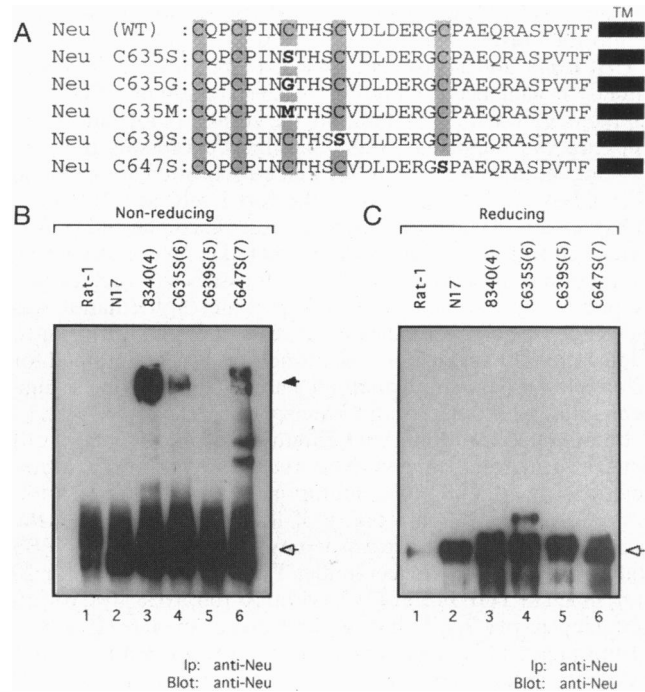 A
TM
Neu (WT) CQPCPINCTHSCVDLDERGCPAEQRASPVTF
Neu C635S: CQPCPINSTHSCVDLDERGCPAEQRASPVTF
Neu C635G: CQPCPINGTHSCVDLDERGCPAEQRASPVTF
Neu C635M: CQPCPINMTHSCVDLDERGCPAEQRASPVTF
Neu C639S: CQPCPINCTHSSVDLDERGCPAEQRASPVTF
Neu C647S: CQPCPINCTHSCVDLDERGSPAEQRASPVTF
B
Non-reducing
Rat-1
N17
8340(4)
C635S(6)
C639S(5)
C647S(7)
1 2 3 4 5 6
Ip: anti-Neu
Blot: anti-Neu
C
Reducing
Rat-1
N17
8340(4)
C635S(6)
C639S(5)
C647S(7)
1 2 3 4 5 6
Ip: anti-Neu
Blot: anti-Neu